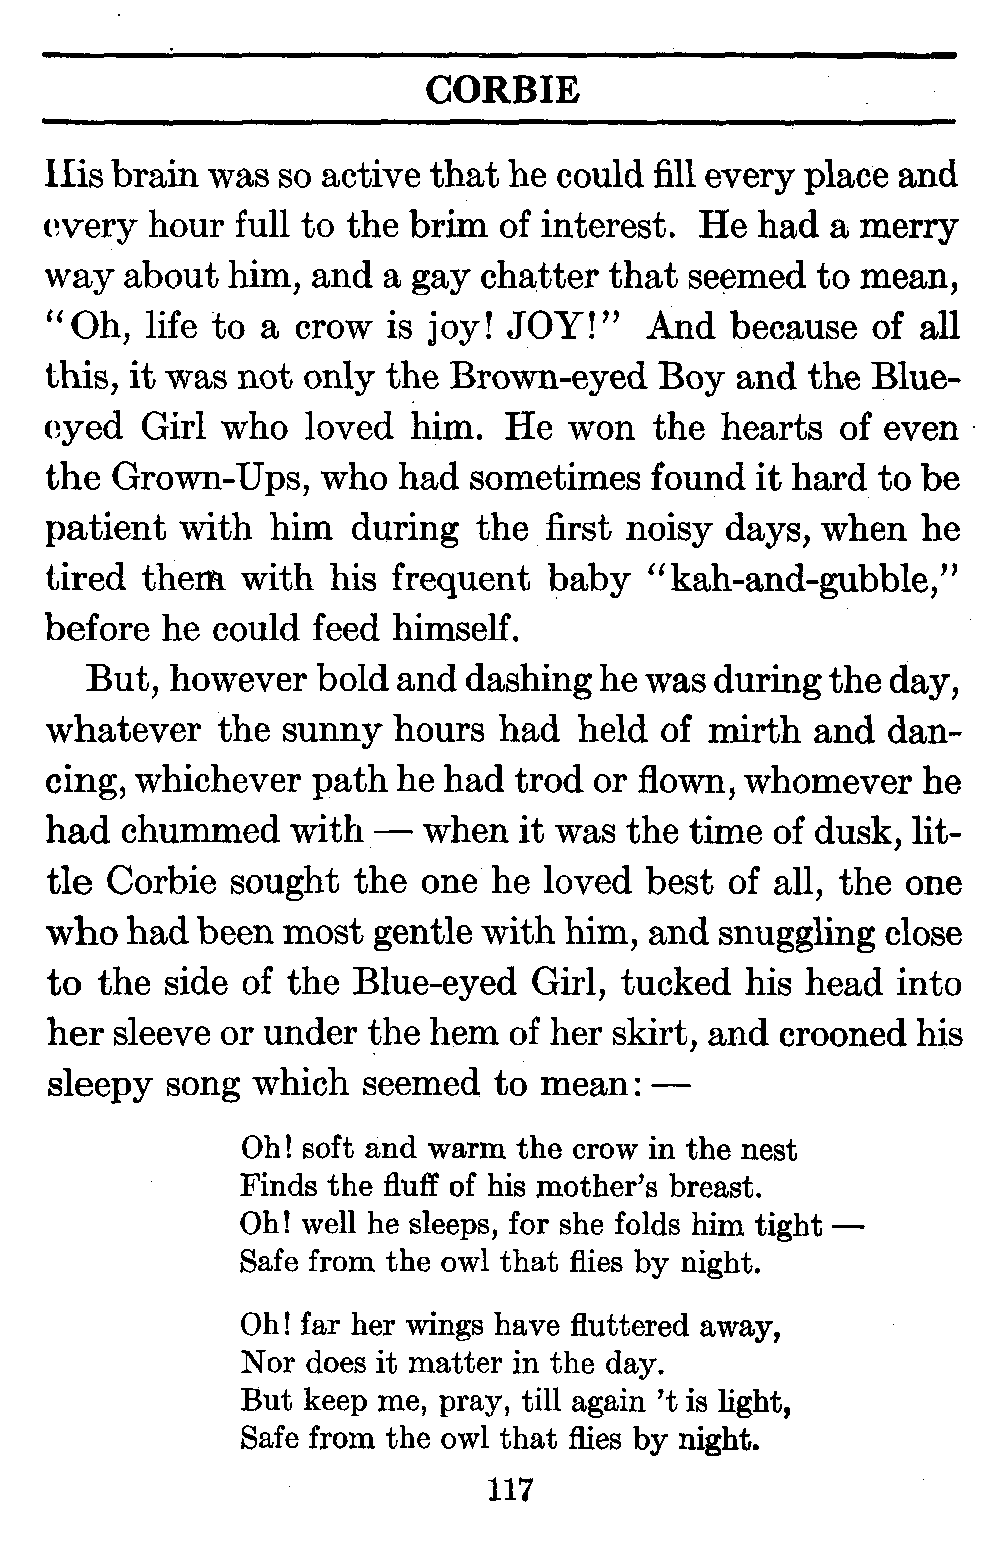 CORBIE
His brain was so active that he could fill every place and
every hour full to the brim of interest. He had a merry
way about him, and a gay chatter that seemed to mean,
"Oh, life to a crow is joy! JOY!" And because of all
this, it was not only the Brown-eyed Boy and the Blue-
eyed Girl who loved him. He won the hearts of even
the Grown-Ups, who had sometimes found it hard to be
patient with him during the first noisy days, when he
tired them with his frequent baby "kah-and-gubble,"
before he could feed himself.
But, however bold and dashing he was during the day,
whatever the sunny hours had held of mirth and dan-
cing, whichever path he had trod or flown, whomever he
had chummed with — when it was the time of dusk, lit-
tle Corbie sought the one he loved best of all, the one
who had been most gentle with him, and snuggling close
to the side of the Blue-eyed Girl, tucked his head into
her sleeve or under the hem of her skirt, and crooned his
sleepy song which seemed to mean: —
Oh! soft and warm the crow in the nest
Finds the fluff of his mother's breast.
Oh! well he sleeps, for she folds him tight —
Safe from the owl that flies by night.
Oh! far her wings have fluttered away,
Nor does it matter in the day.
But keep me, pray, till again 't is light,
Safe from the owl that flies by night.
117